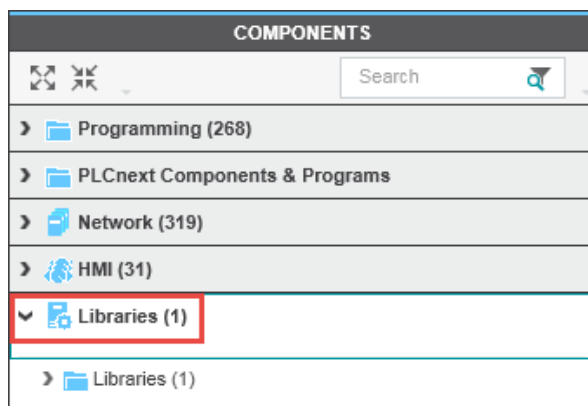 COMPONENTS
Search
Programming (268)
PLCnext Components & Programs
Network (319)
HMI (31)
Libraries (1)
Libraries (1)